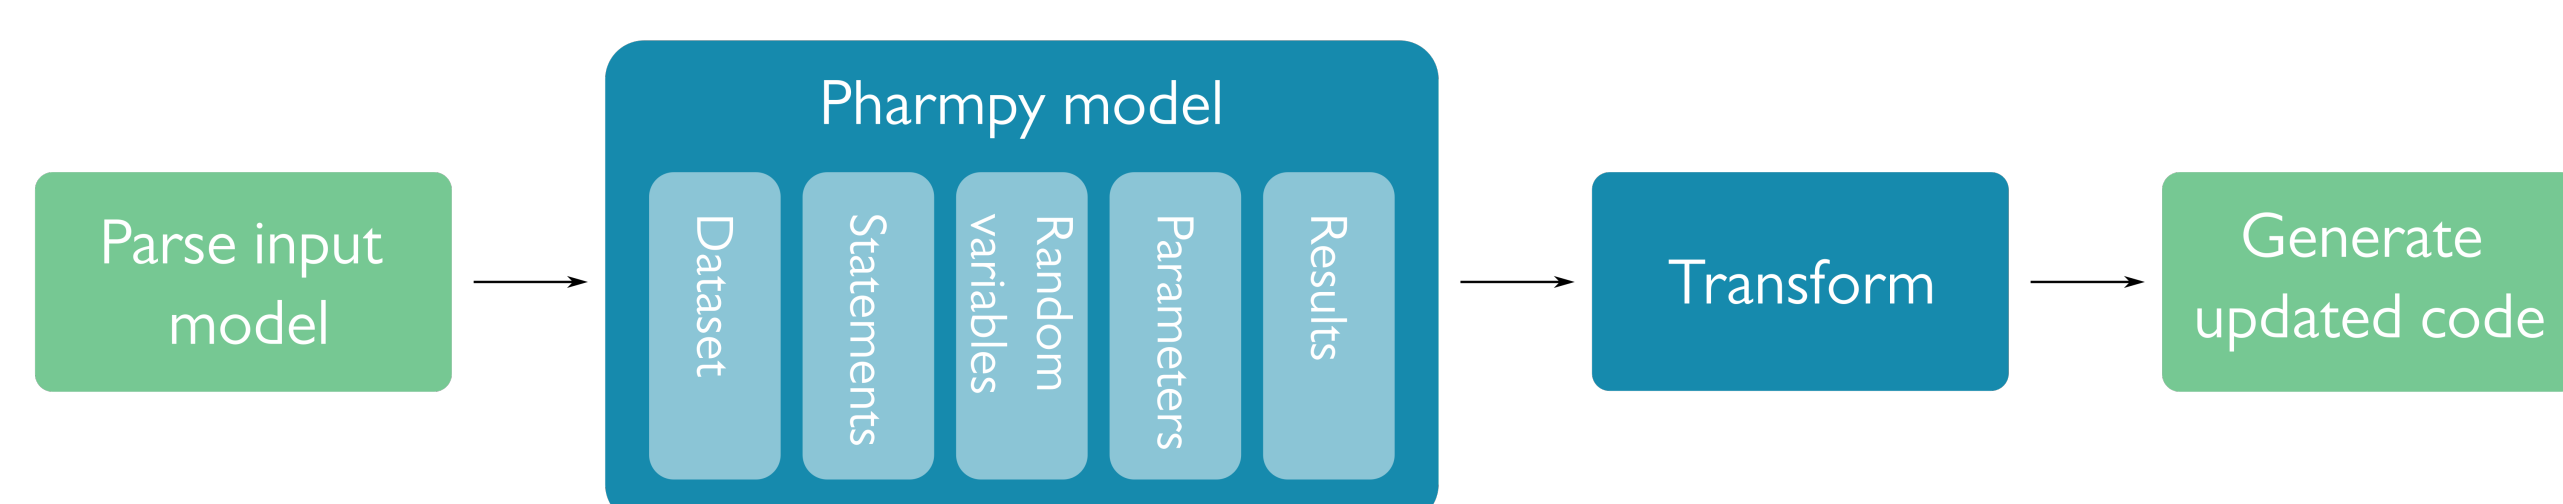 Pharmpy model
Parse input
model
Dataset
Statements
Random
variables
Parameters
Results
Transform
Generate
updated code